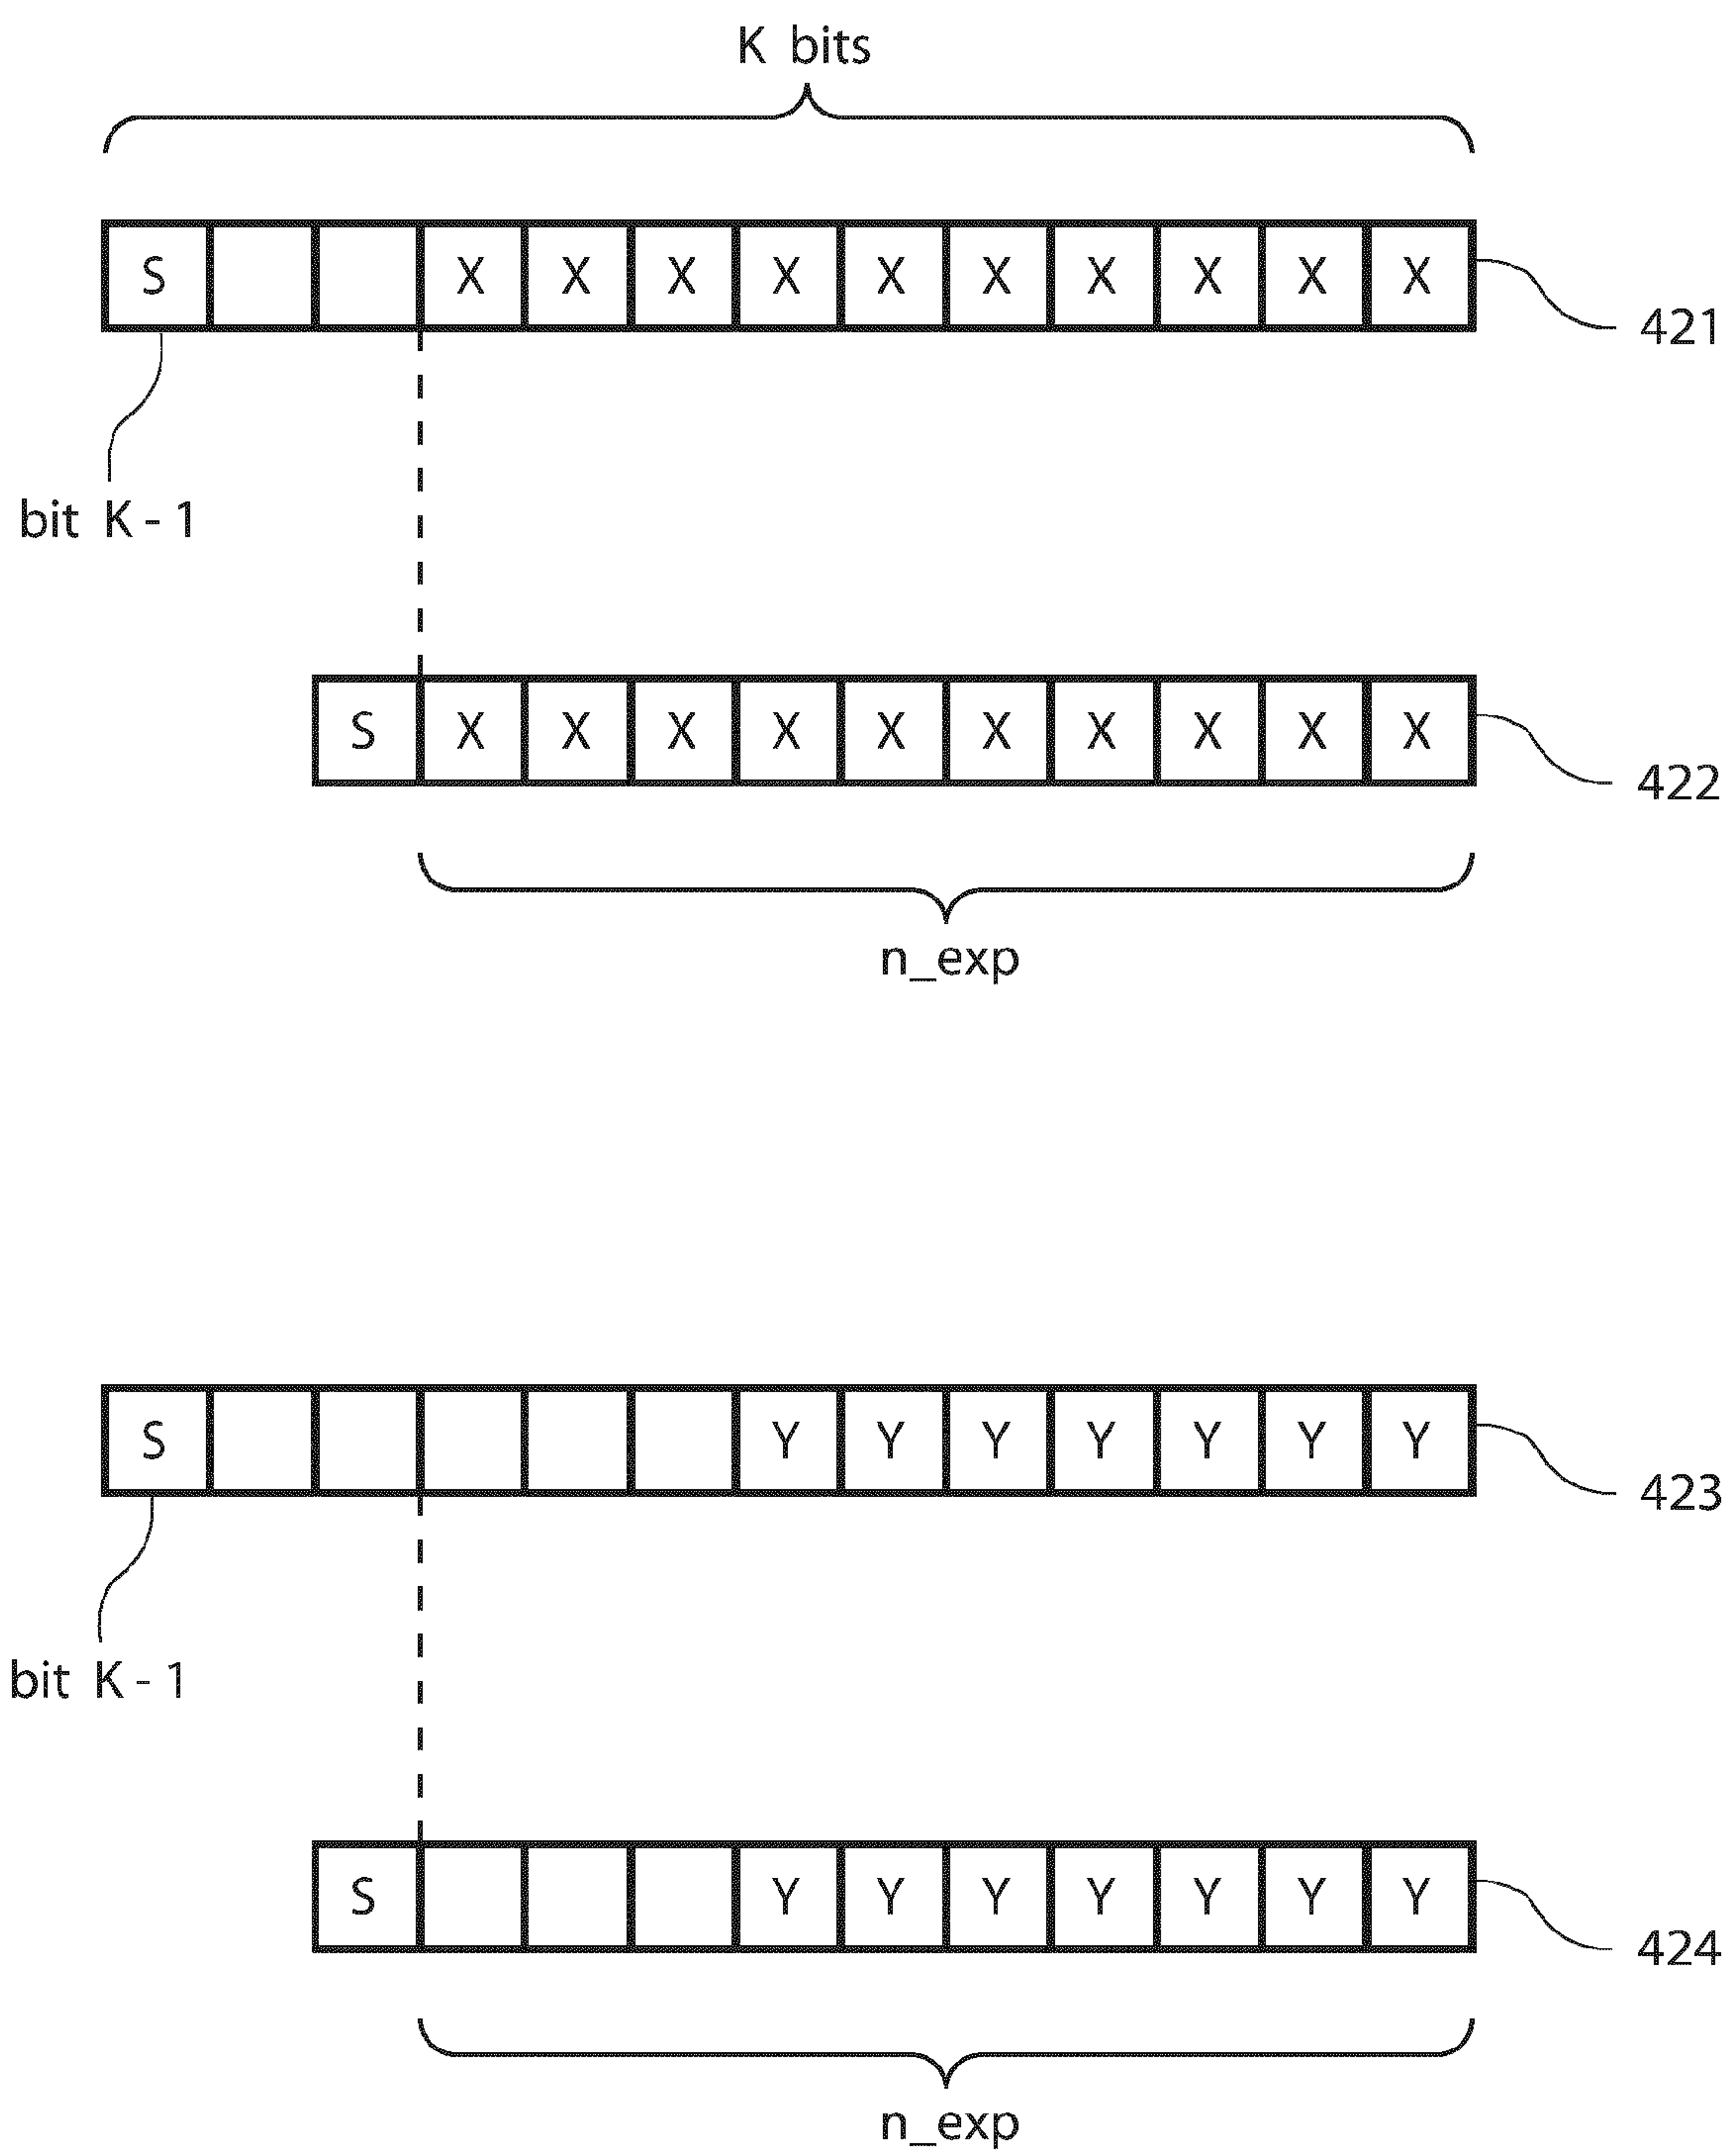 K bits
S X X X X X X X X X X
421
bit K - 1
S X X X X X X X X X X
422
n_exp
S Y Y Y Y Y Y Y
423
bit K - 1
S Y Y Y Y Y Y Y
424
n_exp